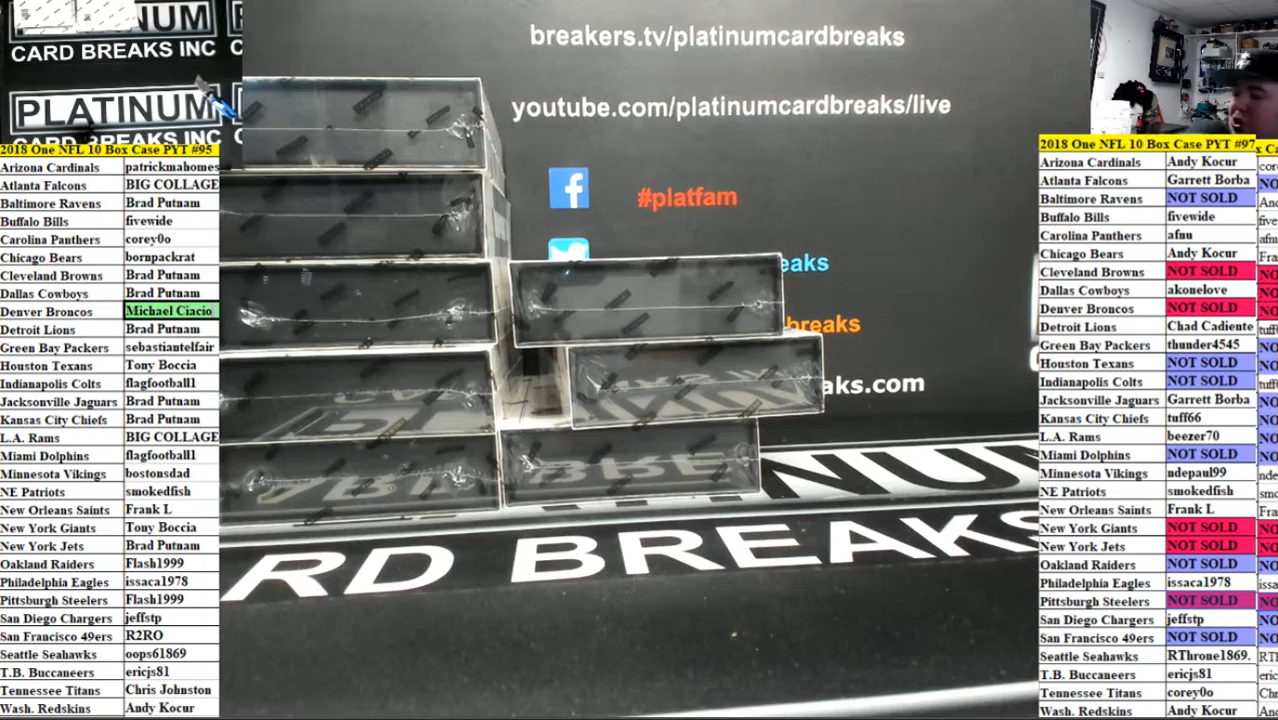 PLATINUM
CARD BREAKS INC
PLATINUM
CARD BREAKS INC
breakers.tv/platinumcardbreaks
youtube.com/platinumcardbreaks/live
#platfam
eaks
breaks
aks.com
BRE
RD BREAKS
2018 One NFL 10 Box Case PYT #95
Arizona Cardinals patrickmahomes
Atlanta Falcons BIG COLLAGE
Baltimore Ravens Brad Putnam
Buffalo Bills fivewide
Carolina Panthers corey0o
Chicago Bears bornpackrat
Cleveland Browns Brad Putnam
Dallas Cowboys Brad Putnam
Denver Broncos Michael Ciacio
Detroit Lions Brad Putnam
Green Bay Packers sebastiantelfair
Houston Texans Tony Boccia
Indianapolis Colts flagfootball1
Jacksonville Jaguars Brad Putnam
Kansas City Chiefs Brad Putnam
L.A. Rams BIG COLLAGE
Miami Dolphins flagfootball1
Minnesota Vikings bostonsdad
NE Patriots smokedfish
New Orleans Saints Frank L
New York Giants Tony Boccia
New York Jets Brad Putnam
Oakland Raiders Flash1999
Philadelphia Eagles issaca1978
Pittsburgh Steelers Flash1999
San Diego Chargers jeffstp
San Francisco 49ers R2RO
Seattle Seahawks oops61869
T.B. Buccaneers ericjs81
Tennessee Titans Chris Johnston
Wash. Redskins Andy Kocur
2018 One NFL 10 Box Case PYT #97
Arizona Cardinals Andy Kocur
Atlanta Falcons Garrett Borba
Baltimore Ravens NOT SOLD
Buffalo Bills fivewide
Carolina Panthers afnu
Chicago Bears Andy Kocur
Cleveland Browns NOT SOLD
Dallas Cowboys akonelove
Denver Broncos NOT SOLD
Detroit Lions Chad Cadiente
Green Bay Packers thunder4545
Houston Texans NOT SOLD
Indianapolis Colts NOT SOLD
Jacksonville Jaguars Garrett Borba
Kansas City Chiefs tuff66
L.A. Rams beezer70
Miami Dolphins NOT SOLD
Minnesota Vikings ndepaul99
NE Patriots smokedfish
New Orleans Saints Frank L
New York Giants NOT SOLD
New York Jets NOT SOLD
Oakland Raiders NOT SOLD
Philadelphia Eagles issaca1978
Pittsburgh Steelers NOT SOLD
San Diego Chargers jeffstp
San Francisco 49ers NOT SOLD
Seattle Seahawks RThrone1869.
T.B. Buccaneers ericjs81
Tennessee Titans corey0o
Wash. Redskins Andy Kocur